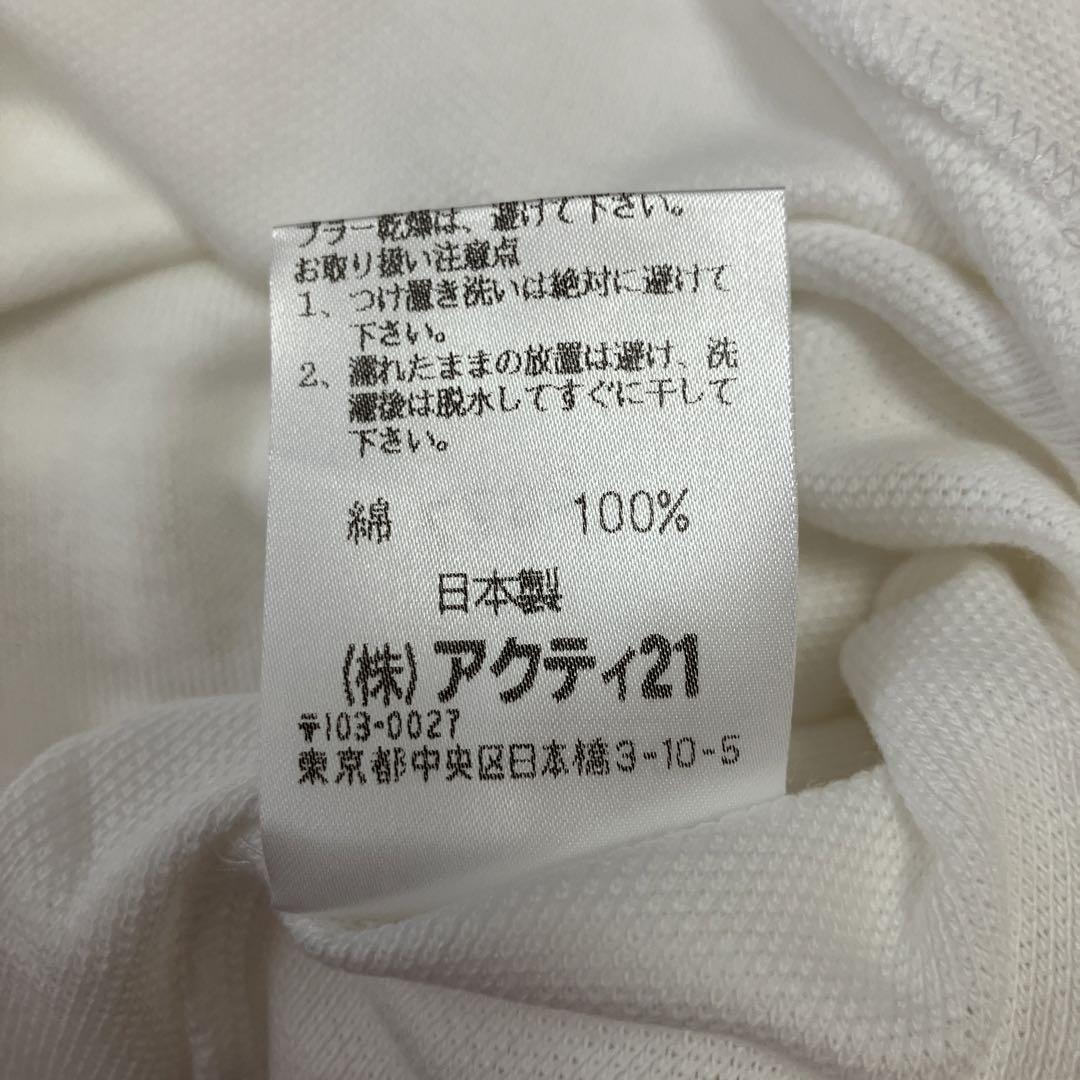 ブラー乾燥は、避けて下さい。
お取り扱い注意点
1、つけ置き洗いは絶対に避けて
下さい。
2、濡れたままの放置は避け、洗
濯後は脱水してすぐに干して
下さい。
綿 100%
日本製
(株)アクティ21
〒103-0027
東京都中央区日本橋3-10-5